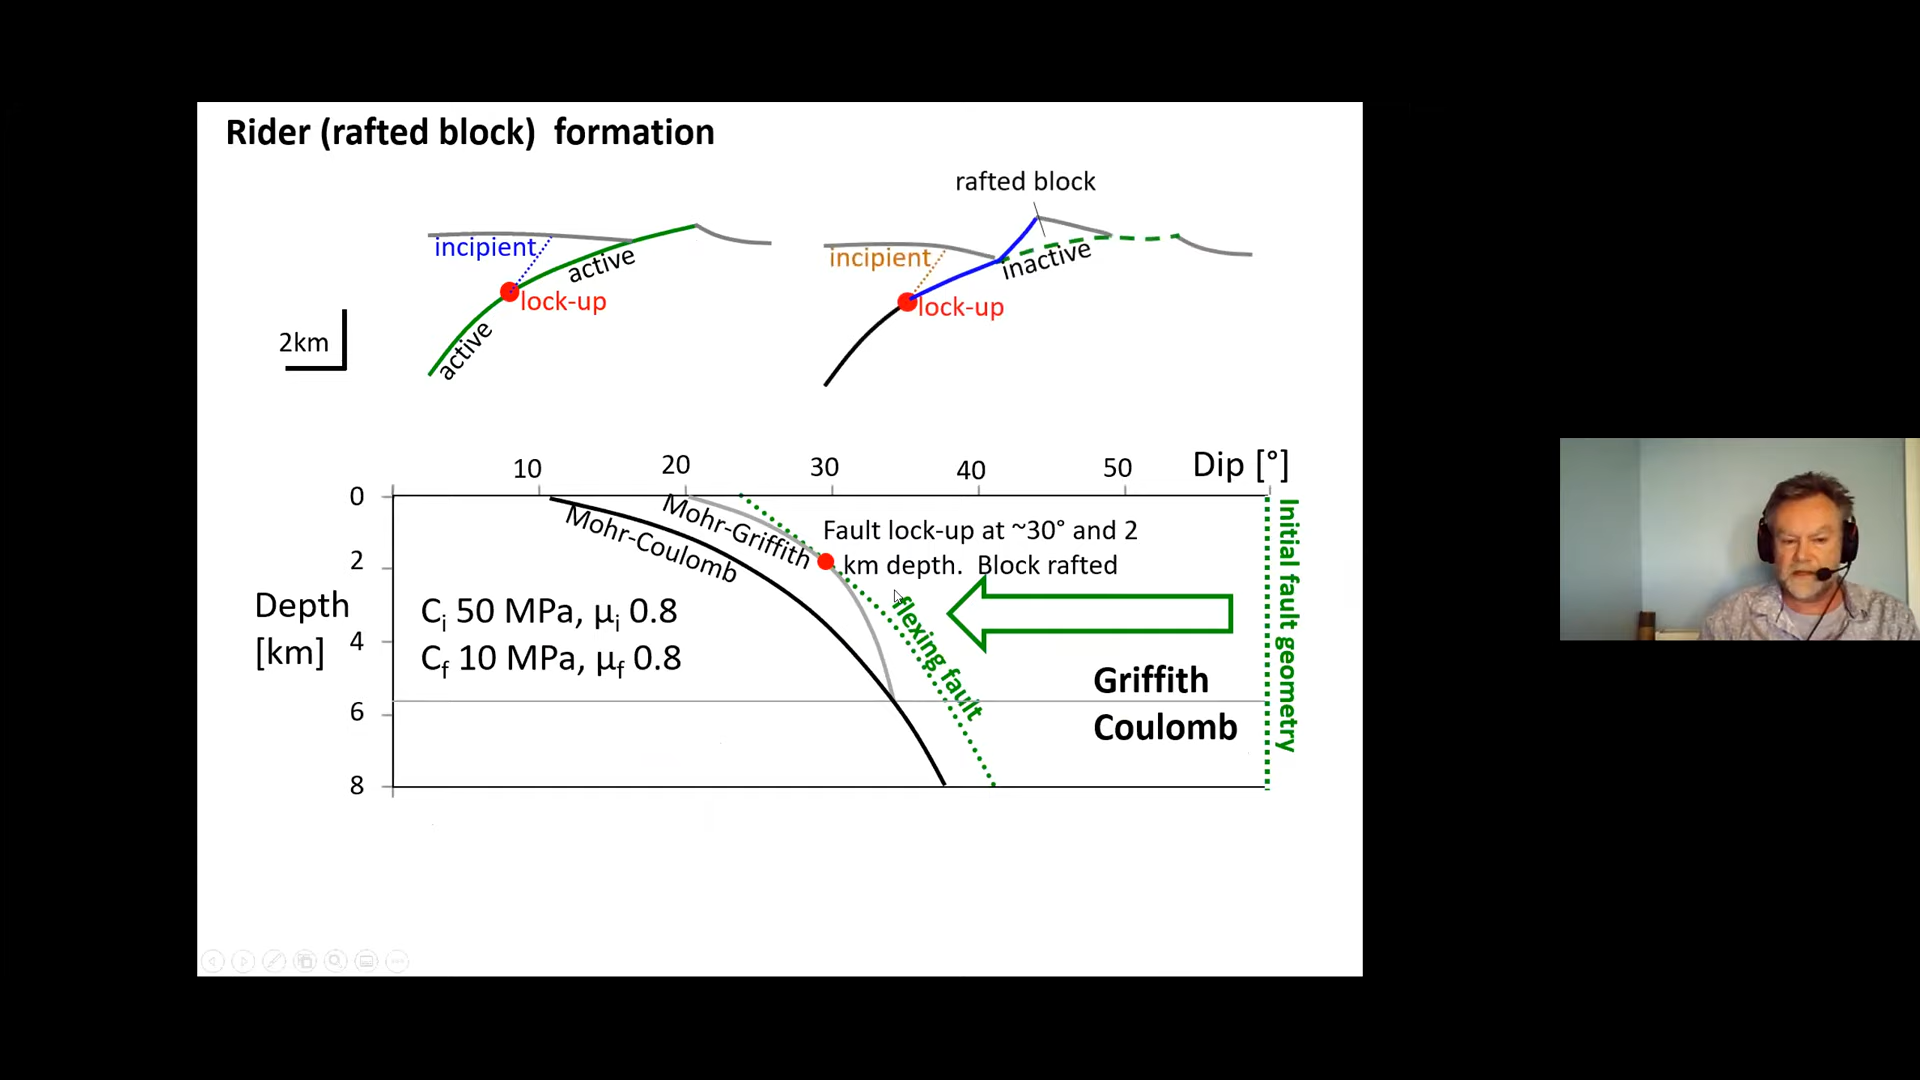 Rider (rafted block) formation
rafted block
incipient
active
lock-up
active
2km
incipient
inactive
lock-up
10 20 30 40 50 Dip [°]
0
2
4
6
8
Depth
[km]
Mohr-Coulomb
Mohr-Griffith
Fault lock-up at ~30° and 2
km depth. Block rafted
flexing fault
Initial fault geometry
Ci 50 MPa, μi 0.8
Cf 10 MPa, μf 0.8
Griffith
Coulomb